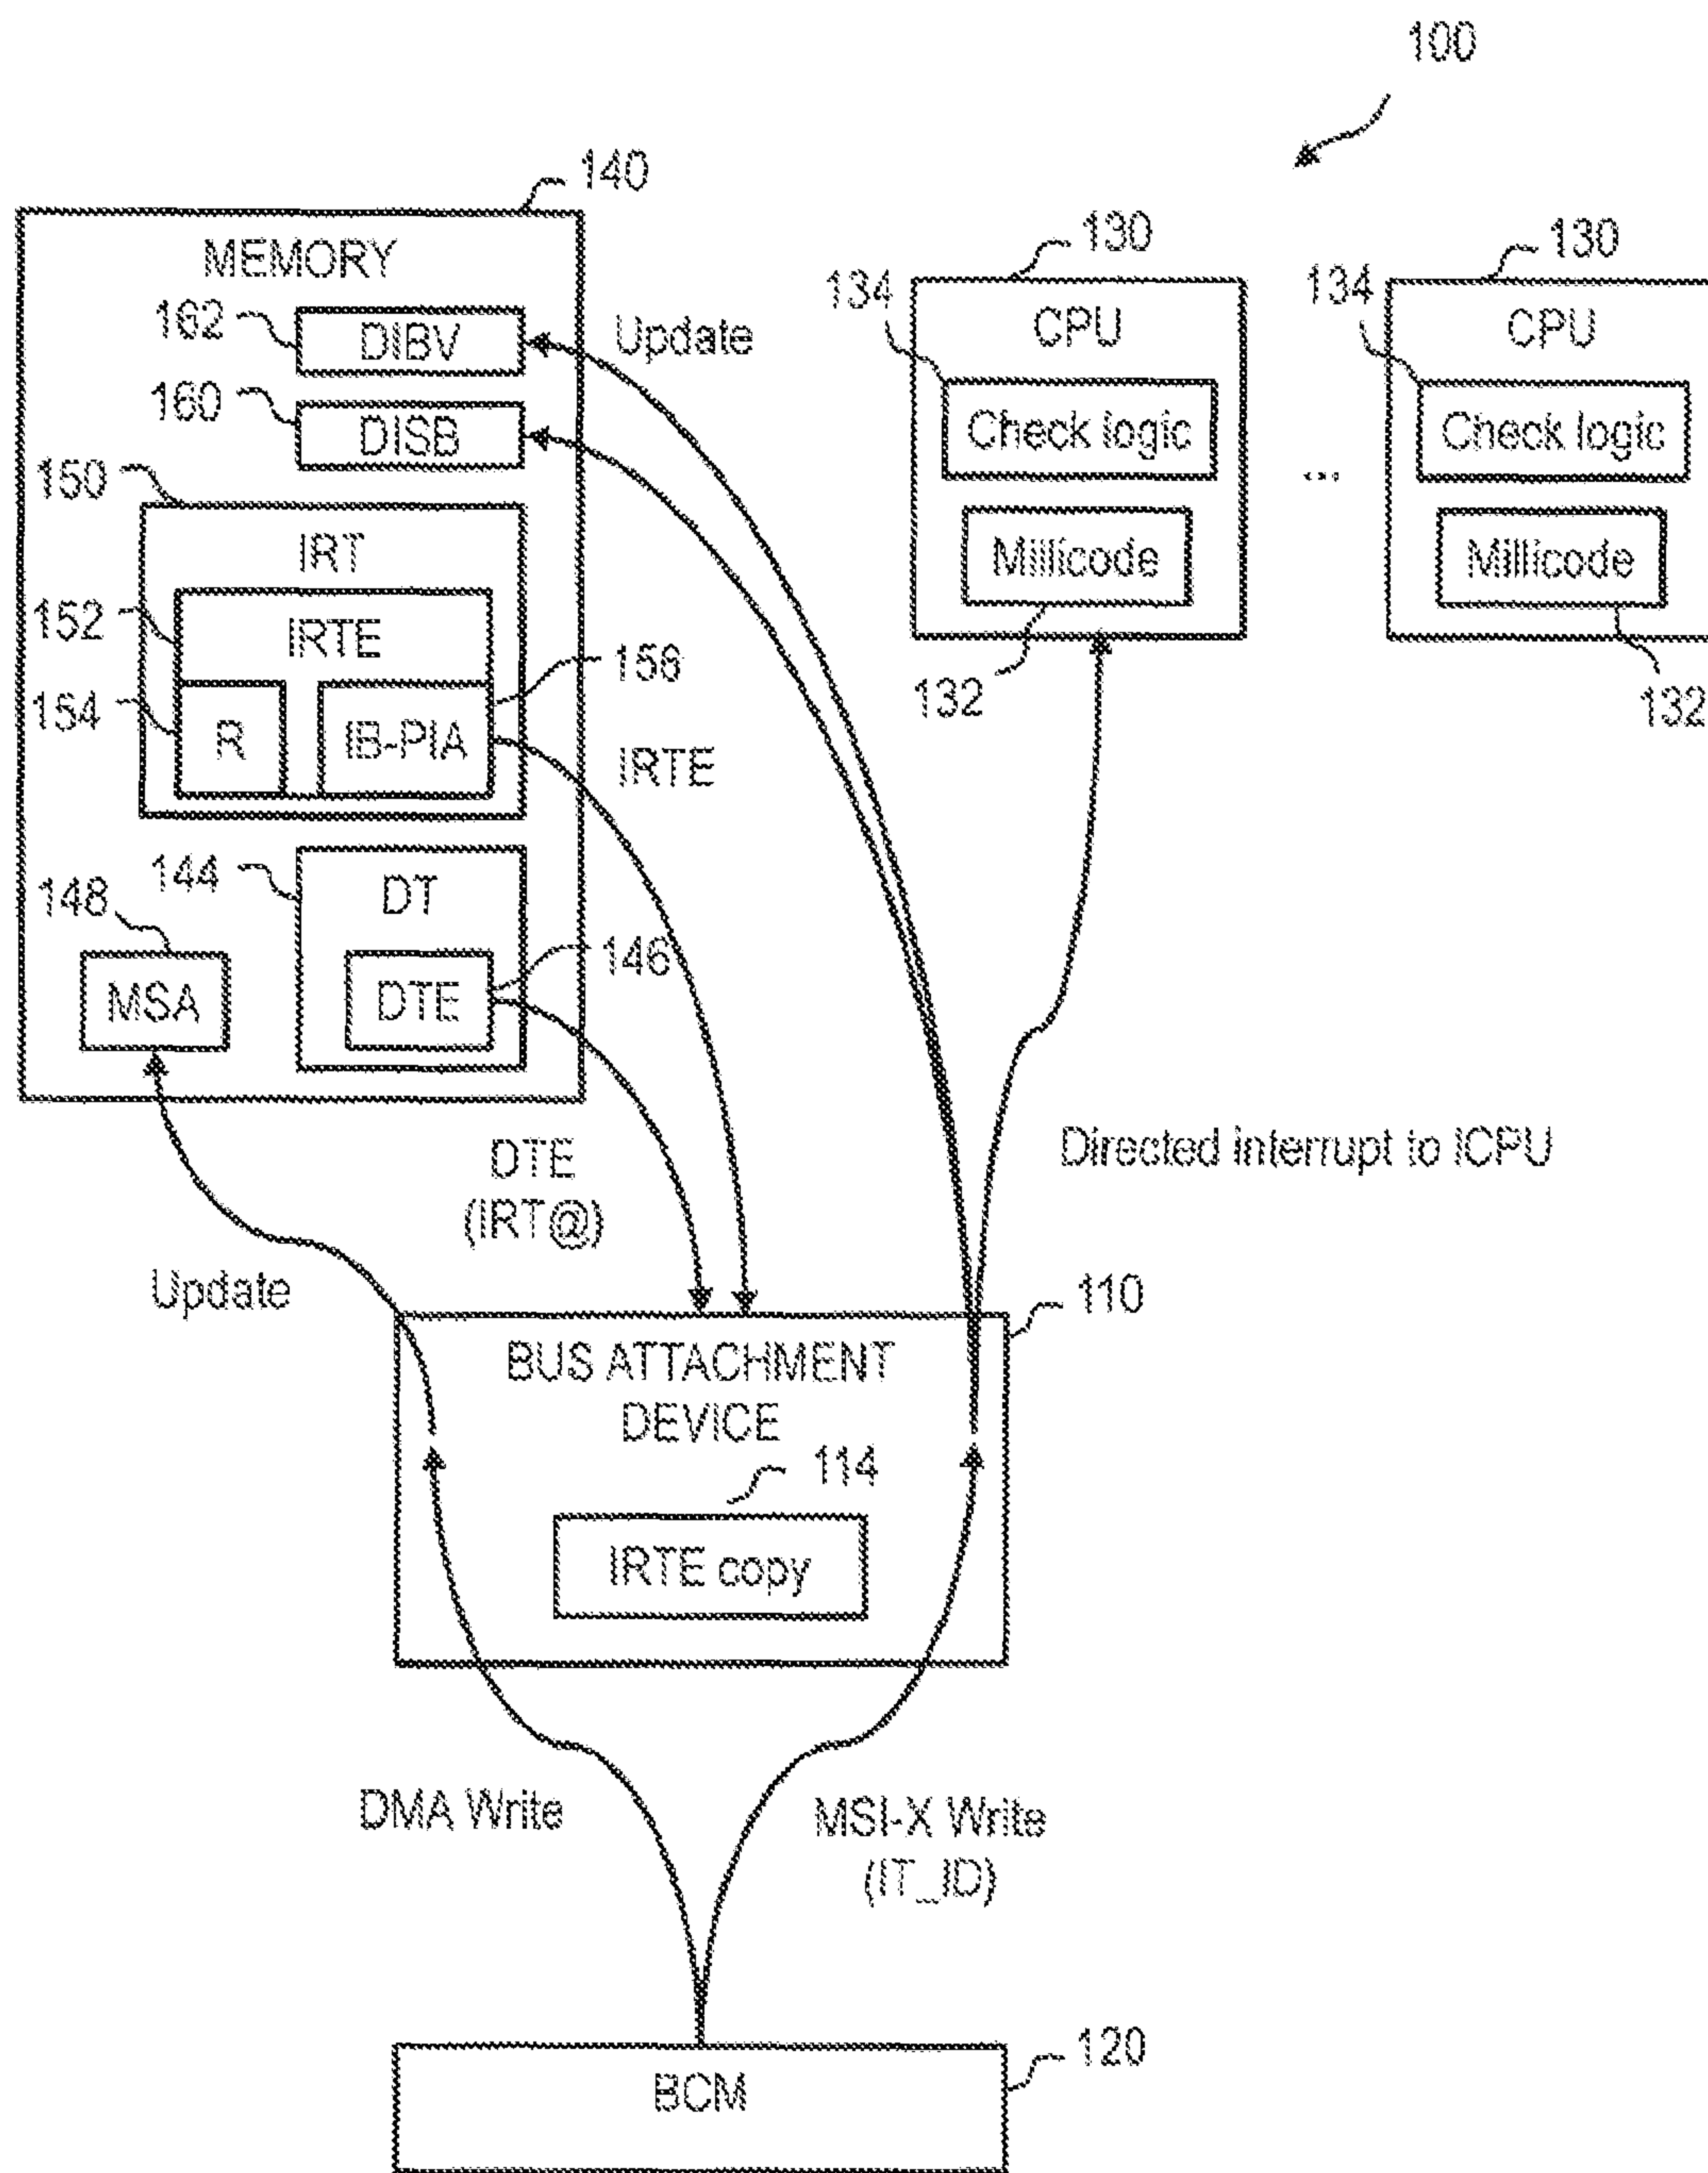 100
140
MEMORY
130
130
134
134
CPU
CPU
162
DIBV
Update
160
DISB
Check logic
Check logic
...
150
IRT
Millicode
Millicode
152
IRTE
156
132
132
154
R
IB-PIA
IRTE
144
DT
148
146
MSA
DTE
DTE
(IRT@)
Directed interrupt to iCPU
Update
110
BUS ATTACHMENT
DEVICE
114
IRTE copy
DMA Write
MSI-X Write
(IT_ID)
120
BCM